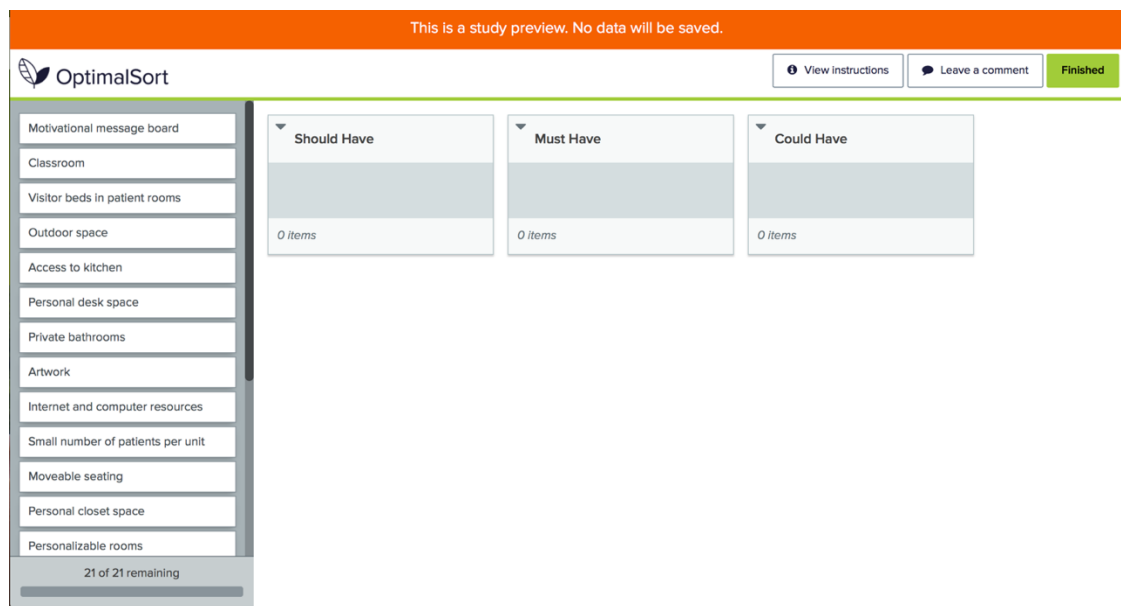 This is a study preview. No data will be saved.
OptimalSort
View instructions
Leave a comment
Finished
Motivational message board
Classroom
Visitor beds in patient rooms
Outdoor space
Access to kitchen
Personal desk space
Private bathrooms
Artwork
Internet and computer resources
Small number of patients per unit
Moveable seating
Personal closet space
Personalizable rooms
21 of 21 remaining
Should Have
0 items
Must Have
0 items
Could Have
0 items